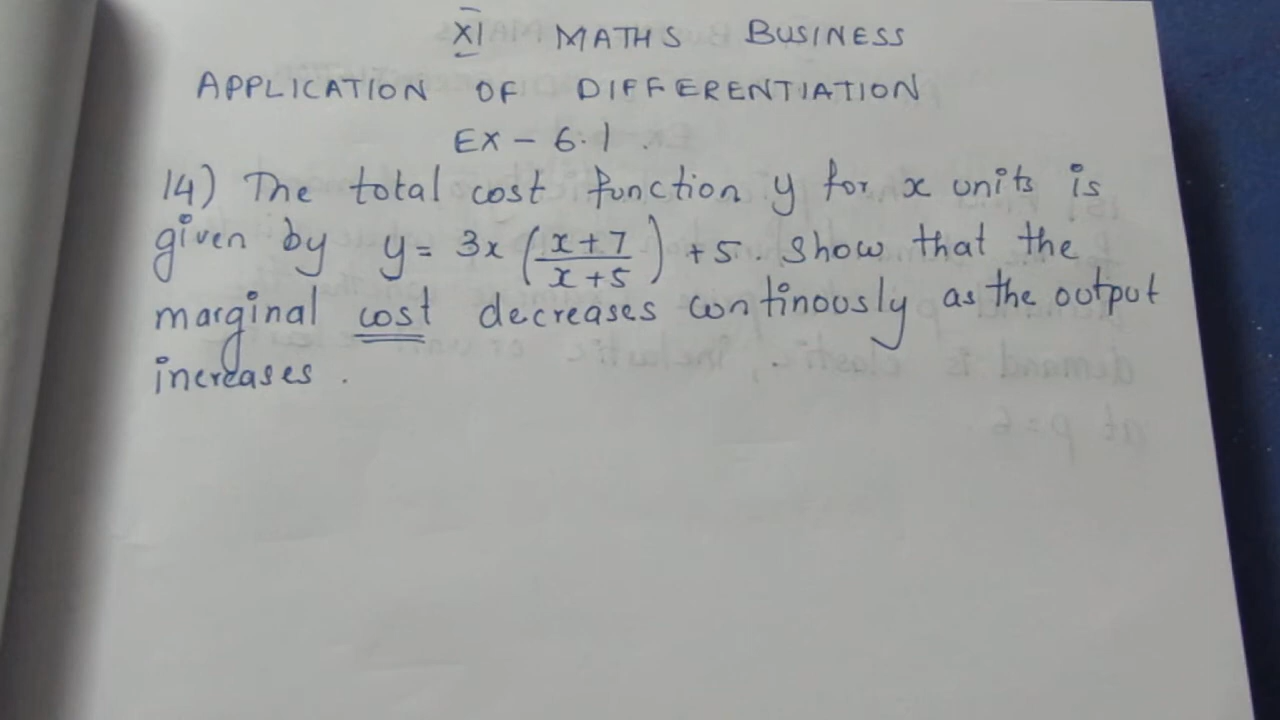 XI MATHS BUSINESS
APPLICATION OF DIFFERENTIATION
EX - 6.1
14) The total cost function y for x units is
given by y = 3x (x+7/x+5) + 5. Show that the
marginal cost decreases continously as the output
increases.